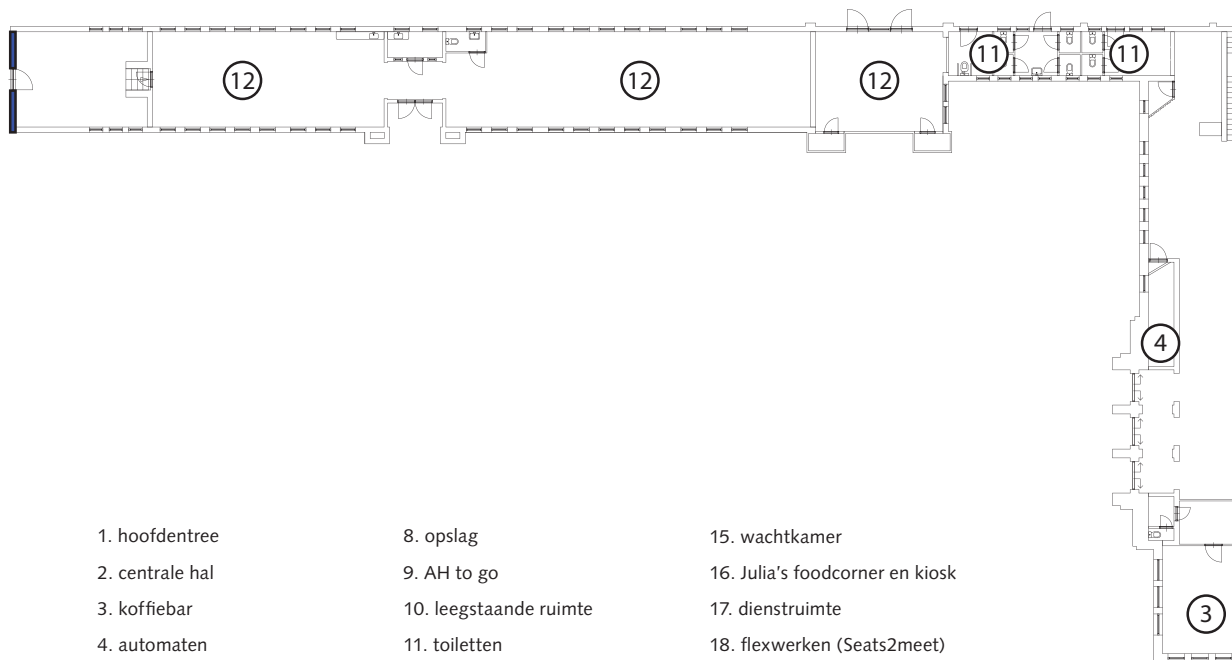 12
12
12
11
11
4
3
1. hoofdentree
2. centrale hal
3. koffiebar
4. automaten
8. opslag
9. AH to go
10. leegstaande ruimte
11. toiletten
15. wachtkamer
16. Julia's foodcorner en kiosk
17. dienstruimte
18. flexwerken (Seats2meet)